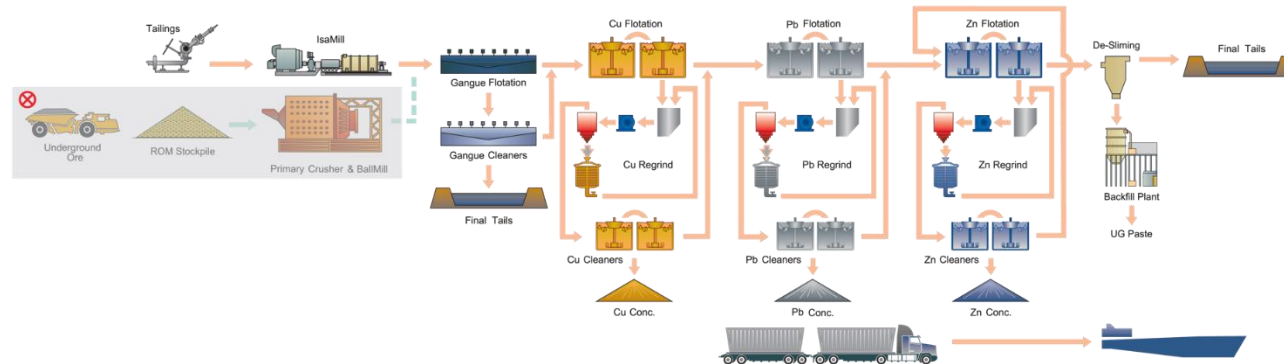 Tailings
IsaMill
Gangue Flotation
Cu Flotation
Pb Flotation
Zn Flotation
De-Sliming
Final Tails
Underground
Ore
ROM Stockpile
Primary Crusher & BallMill
Gangue Cleaners
Final Tails
Cu Regrind
Pb Regrind
Zn Regrind
Backfill Plant
UG Paste
Cu Cleaners
Pb Cleaners
Zn Cleaners
Cu Conc.
Pb Conc.
Zn Conc.